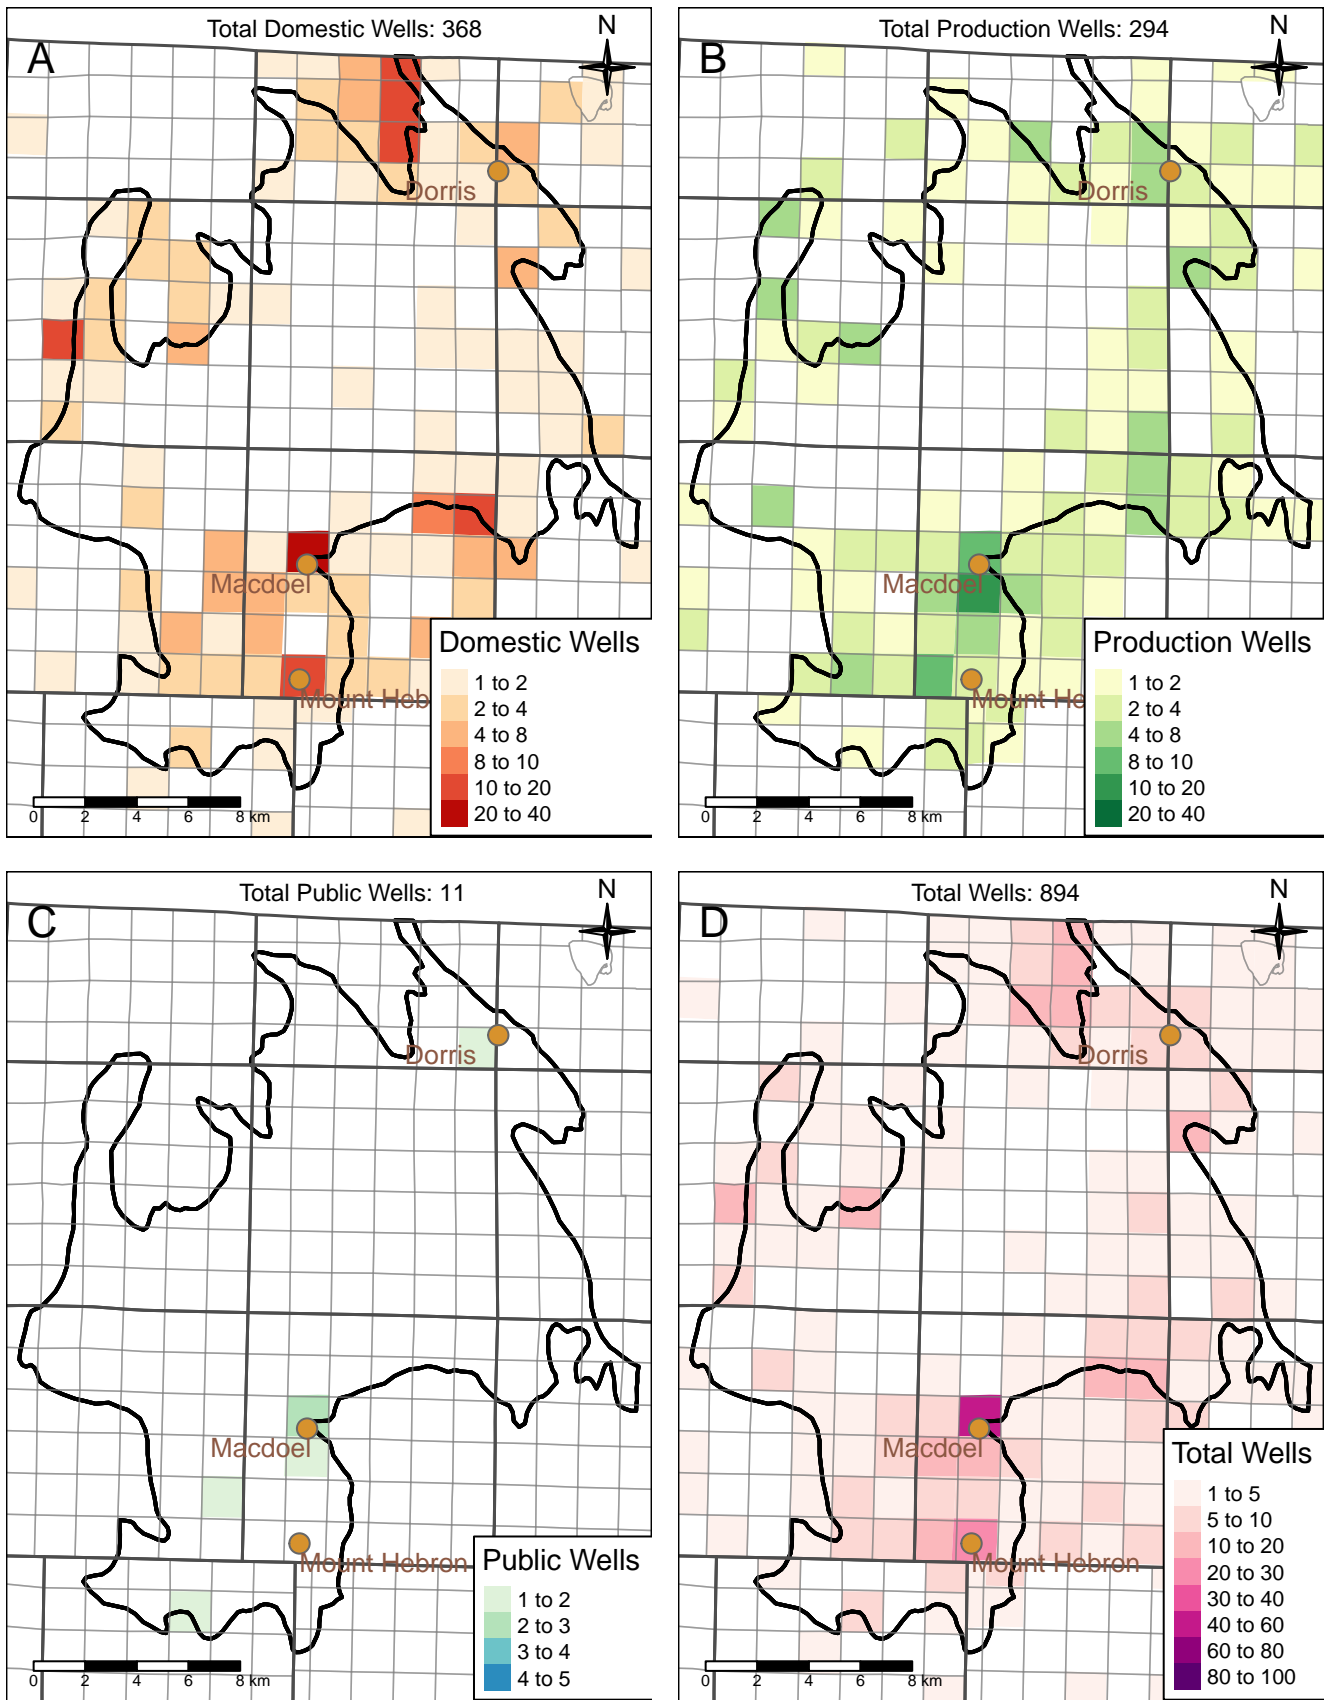 Total Domestic Wells: 368
N
A
Dorris
Macdoel
Mount Heb
Domestic Wells
1 to 2
2 to 4
4 to 8
8 to 10
10 to 20
20 to 40
0 2 4 6 8 km
Total Production Wells: 294
N
B
Dorris
Macdoel
Mount He
Production Wells
1 to 2
2 to 4
4 to 8
8 to 10
10 to 20
20 to 40
0 2 4 6 8 km
Total Public Wells: 11
N
C
Dorris
Macdoel
Mount Hebron
Public Wells
1 to 2
2 to 3
3 to 4
4 to 5
0 2 4 6 8 km
Total Wells: 894
N
D
Dorris
Macdoel
Mount Hebron
Total Wells
1 to 5
5 to 10
10 to 20
20 to 30
30 to 40
40 to 60
60 to 80
80 to 100
0 2 4 6 8 km